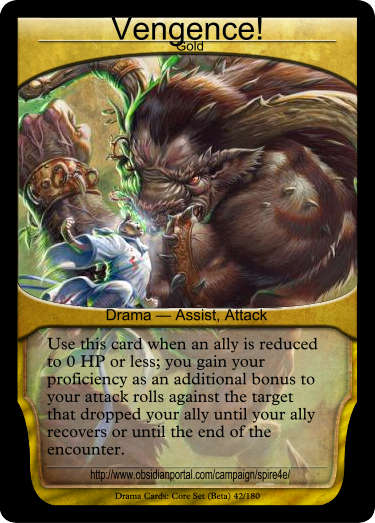 Vengence!
Gold
Drama — Assist, Attack
Use this card when an ally is reduced
to 0 HP or less; you gain your
proficiency as an additional bonus to
your attack rolls against the target
that dropped your ally until your ally
recovers or until the end of the
encounter.
http://www.obsidianportal.com/campaign/spire4e/
Drama Cards: Core Set (Beta) 42/180